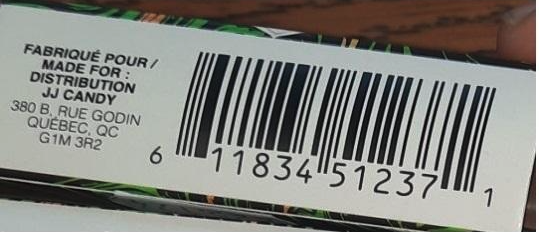 FABRIQUÉ POUR /
MADE FOR :
DISTRIBUTION
JJ CANDY
380 B, RUE GODIN
QUÉBEC, QC
G1M 3R2
6 11834 51237 1